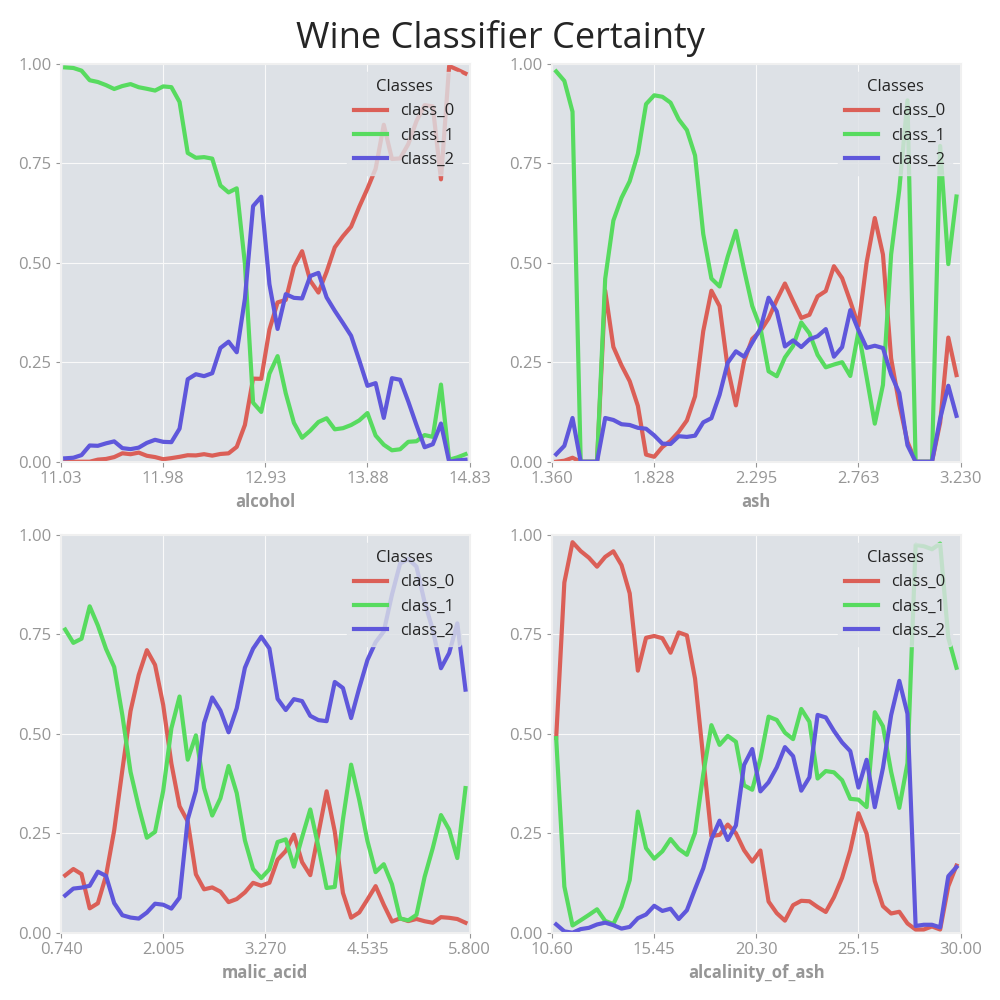 Wine Classifier Certainty
1.00
0.75
0.50
0.25
0.00
Classes
class_0
class_1
class_2
11.03 11.98 12.93 13.88 14.83
alcohol
1.00
0.75
0.50
0.25
0.00
Classes
class_0
class_1
class_2
1.360 1.828 2.295 2.763 3.230
ash
1.00
0.75
0.50
0.25
0.00
Classes
class_0
class_1
class_2
0.740 2.005 3.270 4.535 5.800
malic_acid
1.00
0.75
0.50
0.25
0.00
Classes
class_0
class_1
class_2
10.60 15.45 20.30 25.15 30.00
alcalinity_of_ash